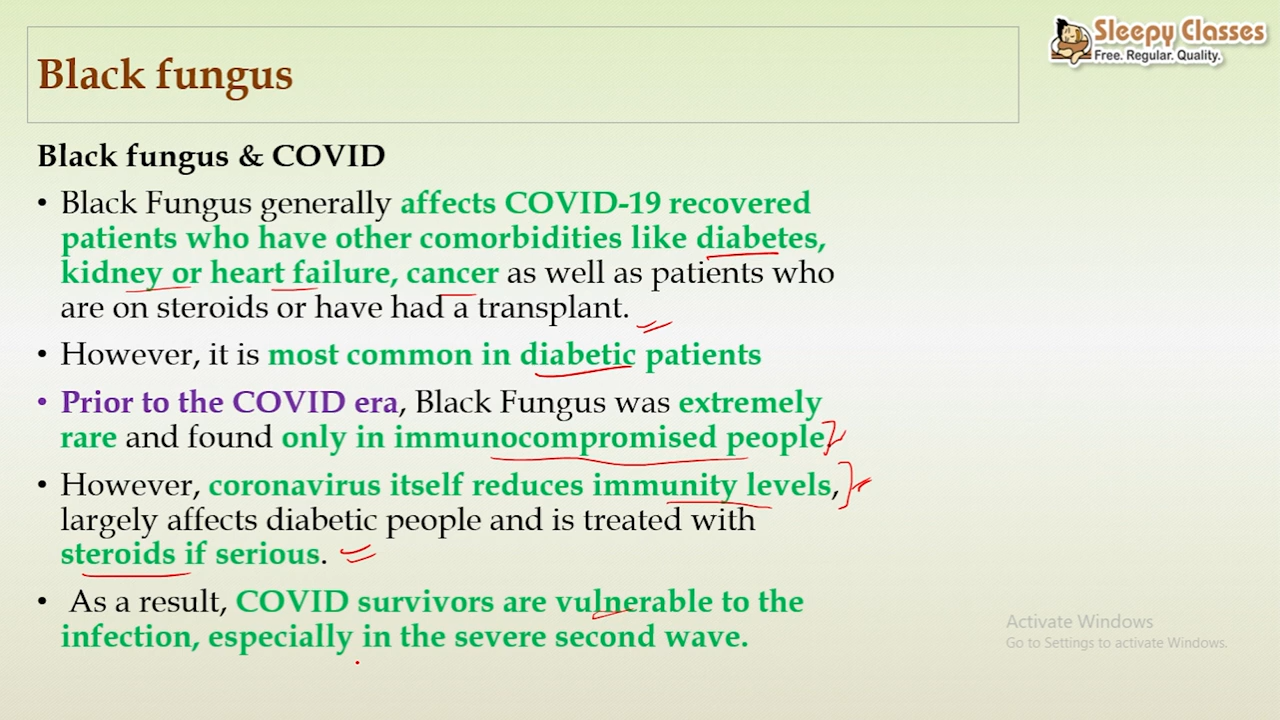 Sleepy Classes
Free. Regular. Quality.
Black fungus
Black fungus & COVID
• Black Fungus generally affects COVID-19 recovered
patients who have other comorbidities like diabetes,
kidney or heart failure, cancer as well as patients who
are on steroids or have had a transplant.
• However, it is most common in diabetic patients
• Prior to the COVID era, Black Fungus was extremely
rare and found only in immunocompromised people.
• However, coronavirus itself reduces immunity levels,
largely affects diabetic people and is treated with
steroids if serious.
• As a result, COVID survivors are vulnerable to the
infection, especially in the severe second wave.
Activate Windows
Go to Settings to activate Windows.